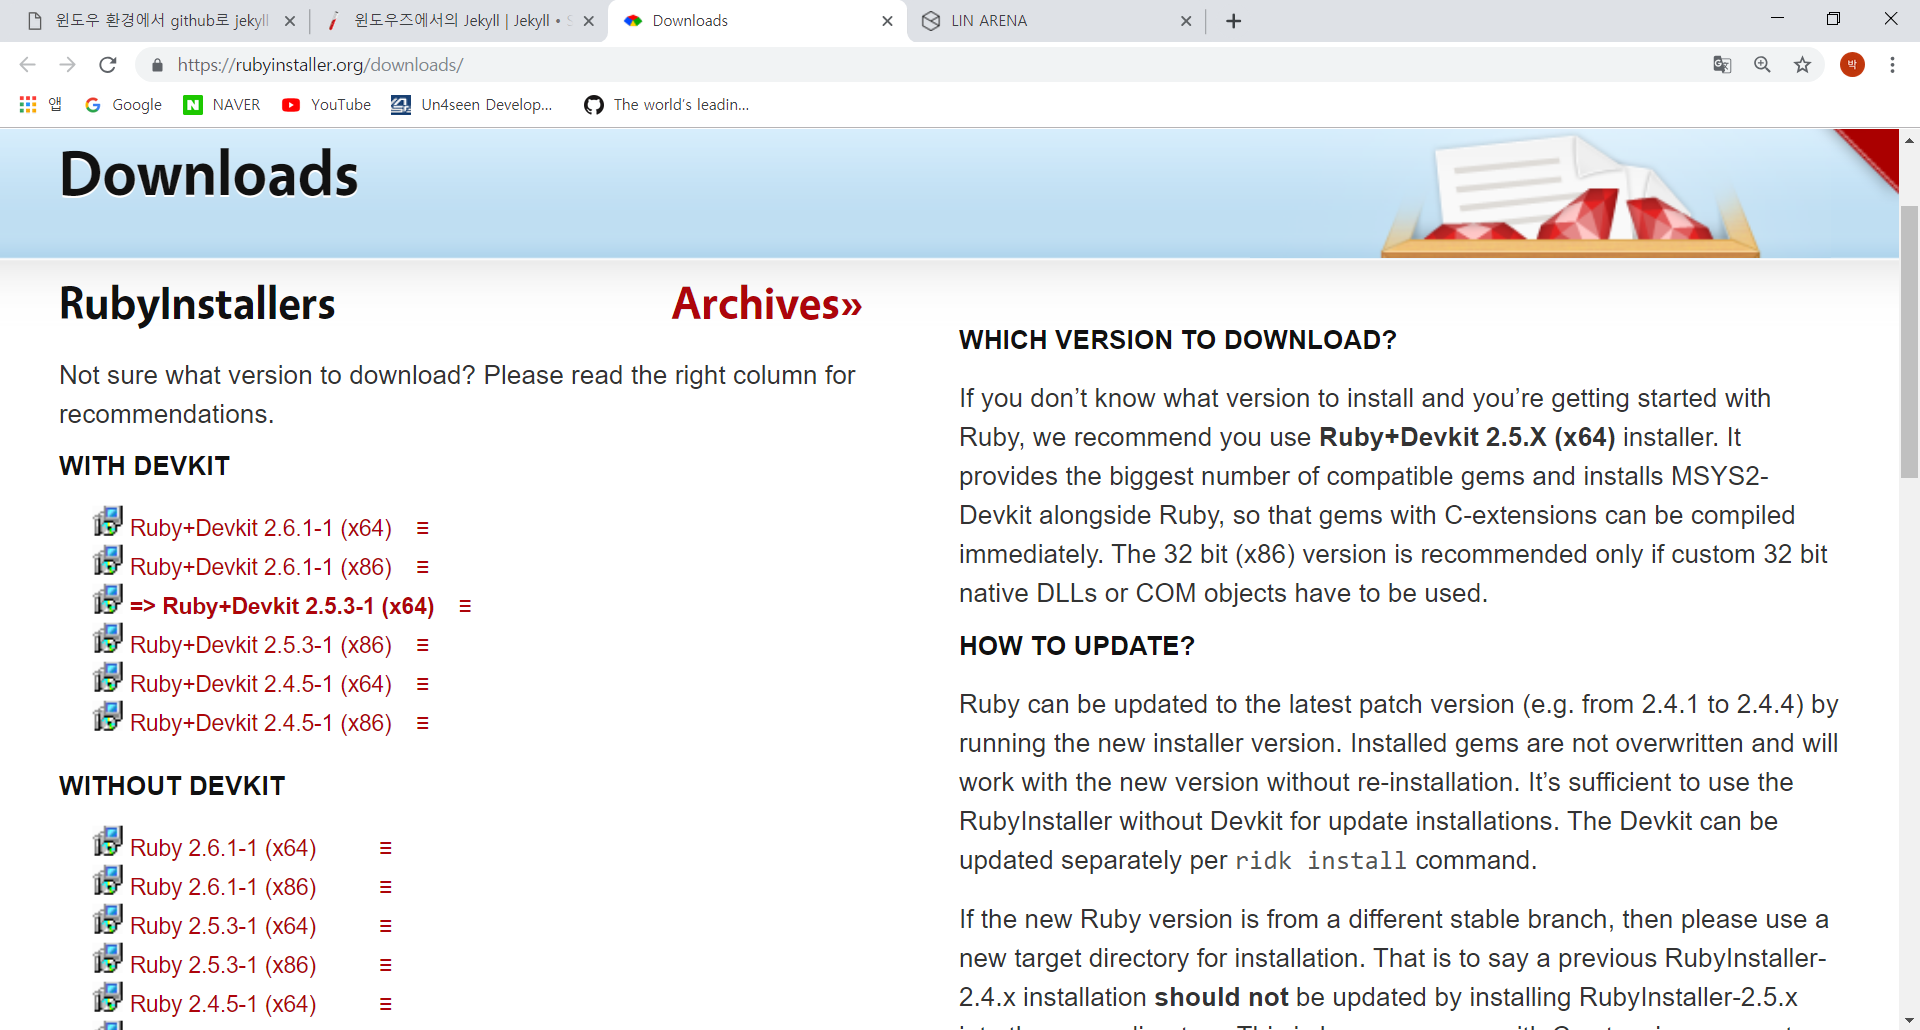 윈도우 환경에서 github로 jekyll
윈도우즈에서의 Jekyll | Jekyll •
Downloads
LIN ARENA
https://rubyinstaller.org/downloads/
박
앱
Google
NAVER
YouTube
Un4seen Develop...
The world's leadin...
Downloads
RubyInstallers
Archives»
Not sure what version to download? Please read the right column for
recommendations.
WITH DEVKIT
Ruby+Devkit 2.6.1-1 (x64)
Ruby+Devkit 2.6.1-1 (x86)
=> Ruby+Devkit 2.5.3-1 (x64)
Ruby+Devkit 2.5.3-1 (x86)
Ruby+Devkit 2.4.5-1 (x64)
Ruby+Devkit 2.4.5-1 (x86)
WITHOUT DEVKIT
Ruby 2.6.1-1 (x64)
Ruby 2.6.1-1 (x86)
Ruby 2.5.3-1 (x64)
Ruby 2.5.3-1 (x86)
Ruby 2.4.5-1 (x64)
WHICH VERSION TO DOWNLOAD?
If you don’t know what version to install and you’re getting started with
Ruby, we recommend you use Ruby+Devkit 2.5.X (x64) installer. It
provides the biggest number of compatible gems and installs MSYS2-
Devkit alongside Ruby, so that gems with C-extensions can be compiled
immediately. The 32 bit (x86) version is recommended only if custom 32 bit
native DLLs or COM objects have to be used.
HOW TO UPDATE?
Ruby can be updated to the latest patch version (e.g. from 2.4.1 to 2.4.4) by
running the new installer version. Installed gems are not overwritten and will
work with the new version without re-installation. It’s sufficient to use the
RubyInstaller without Devkit for update installations. The Devkit can be
updated separately per ridk install command.
If the new Ruby version is from a different stable branch, then please use a
new target directory for installation. That is to say a previous RubyInstaller-
2.4.x installation should not be updated by installing RubyInstaller-2.5.x